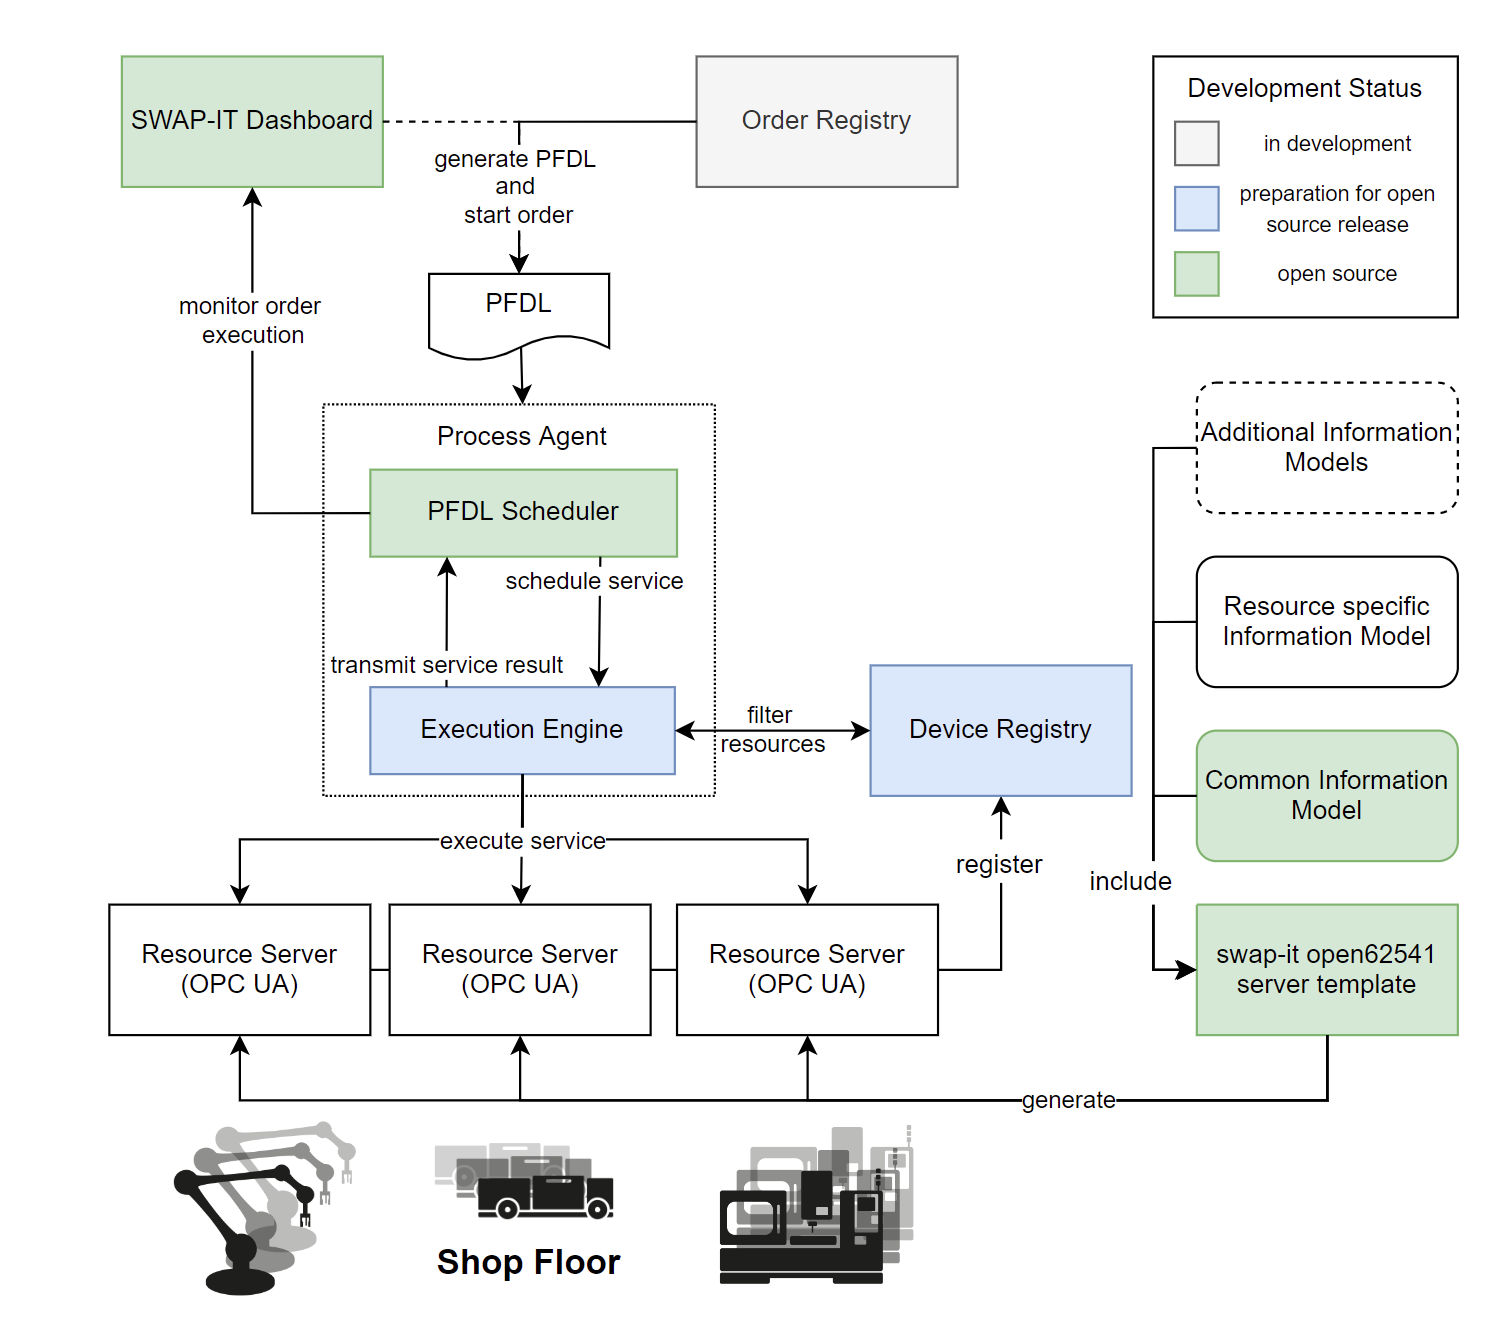 SWAP-IT Dashboard
Order Registry
Development Status
in development
preparation for open
source release
open source
generate PFDL
and
start order
PFDL
monitor order
execution
Process Agent
PFDL Scheduler
schedule service
transmit service result
Execution Engine
filter
resources
Device Registry
Additional Information
Models
Resource specific
Information Model
Common Information
Model
include
swap-it open62541
server template
execute service
register
Resource Server
(OPC UA)
Resource Server
(OPC UA)
Resource Server
(OPC UA)
generate
Shop Floor